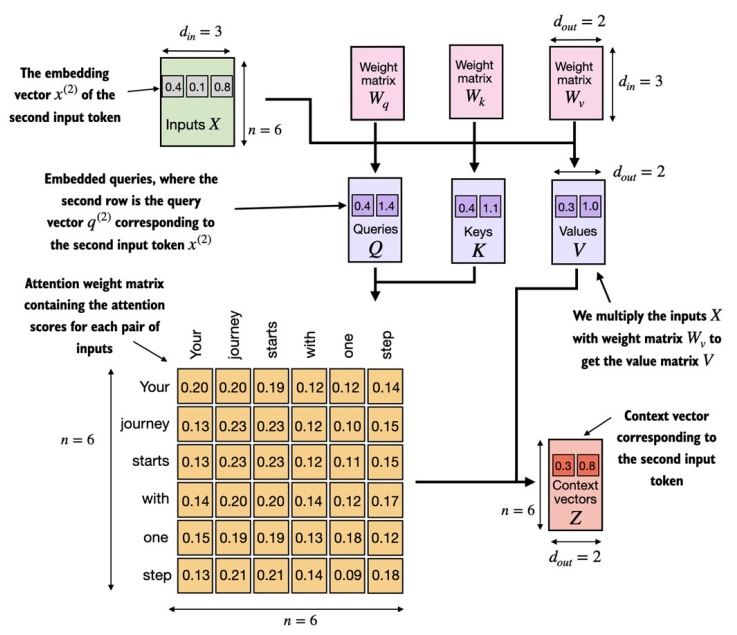 d_in = 3
d_out = 2
The embedding
vector x^(2) of the
second input token
0.4 0.1 0.8
Inputs X
n = 6
Weight
matrix
W_q
Weight
matrix
W_k
Weight
matrix
W_v
d_in = 3
Embedded queries, where the
second row is the query
vector q^(2) corresponding to
the second input token x^(2)
0.4 1.4
Queries
Q
0.4 1.1
Keys
K
d_out = 2
0.3 1.0
Values
V
Attention weight matrix
containing the attention
scores for each pair of
inputs
We multiply the inputs X
with weight matrix W_v to
get the value matrix V
Your journey starts with one step
Your 0.20 0.20 0.19 0.12 0.12 0.14
journey 0.13 0.23 0.23 0.12 0.10 0.15
starts 0.13 0.23 0.23 0.12 0.11 0.15
with 0.14 0.20 0.20 0.14 0.12 0.17
one 0.15 0.19 0.19 0.13 0.18 0.12
step 0.13 0.21 0.21 0.14 0.09 0.18
n = 6
n = 6
Context vector
corresponding to
the second input
token
0.3 0.8
Context
vectors
Z
n = 6
d_out = 2